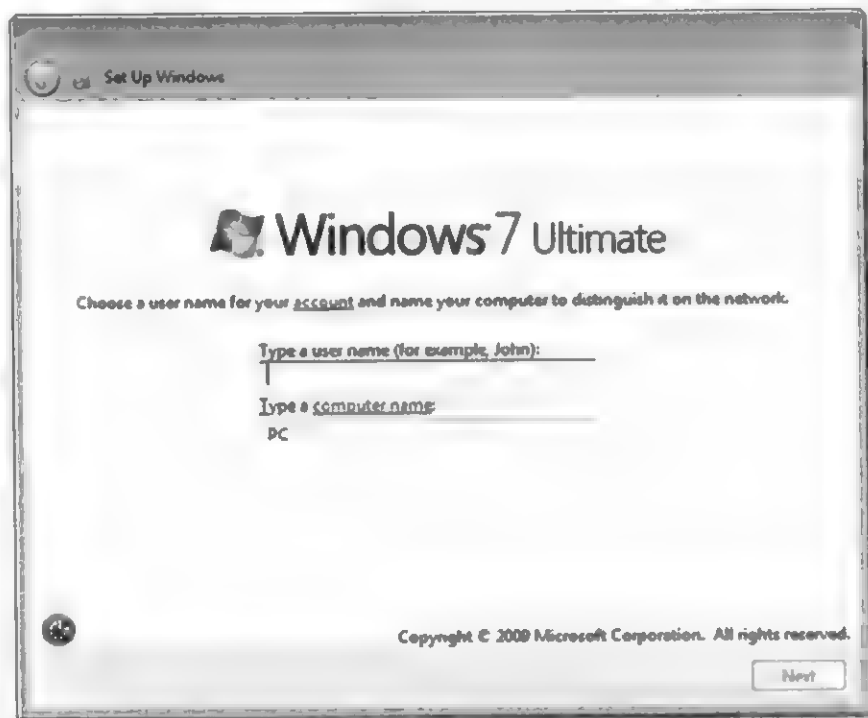 Set Up Windows
Windows 7 Ultimate
Choose a user name for your account and name your computer to distinguish it on the network.
Type a user name (for example, John):
Type a computer name:
PC
Copyright © 2009 Microsoft Corporation. All rights reserved.
Next